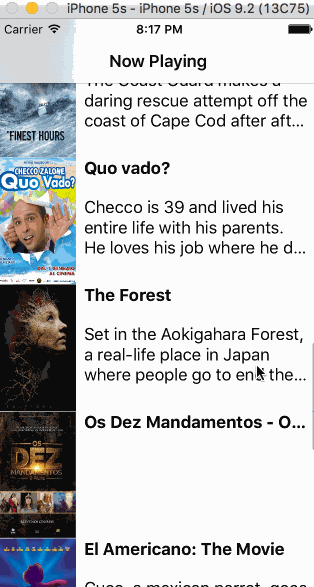 iPhone 5s - iPhone 5s / iOS 9.2 (13C75)
Carrier 8:17 PM
Now Playing
The Coast Guard makes a
daring rescue attempt off the
coast of Cape Cod after aft...
"FINEST HOURS
Quo vado?
CHECCO ZALONE
Quo Vado?
Checco is 39 and lived his
entire life with his parents.
He loves his job where he d...
AL CINEMA
The Forest
Set in the Aokigahara Forest,
a real-life place in Japan
where people go to end the...
Os Dez Mandamentos - O...
OS
DEZ
MANDAMENTOS
El Americano: The Movie